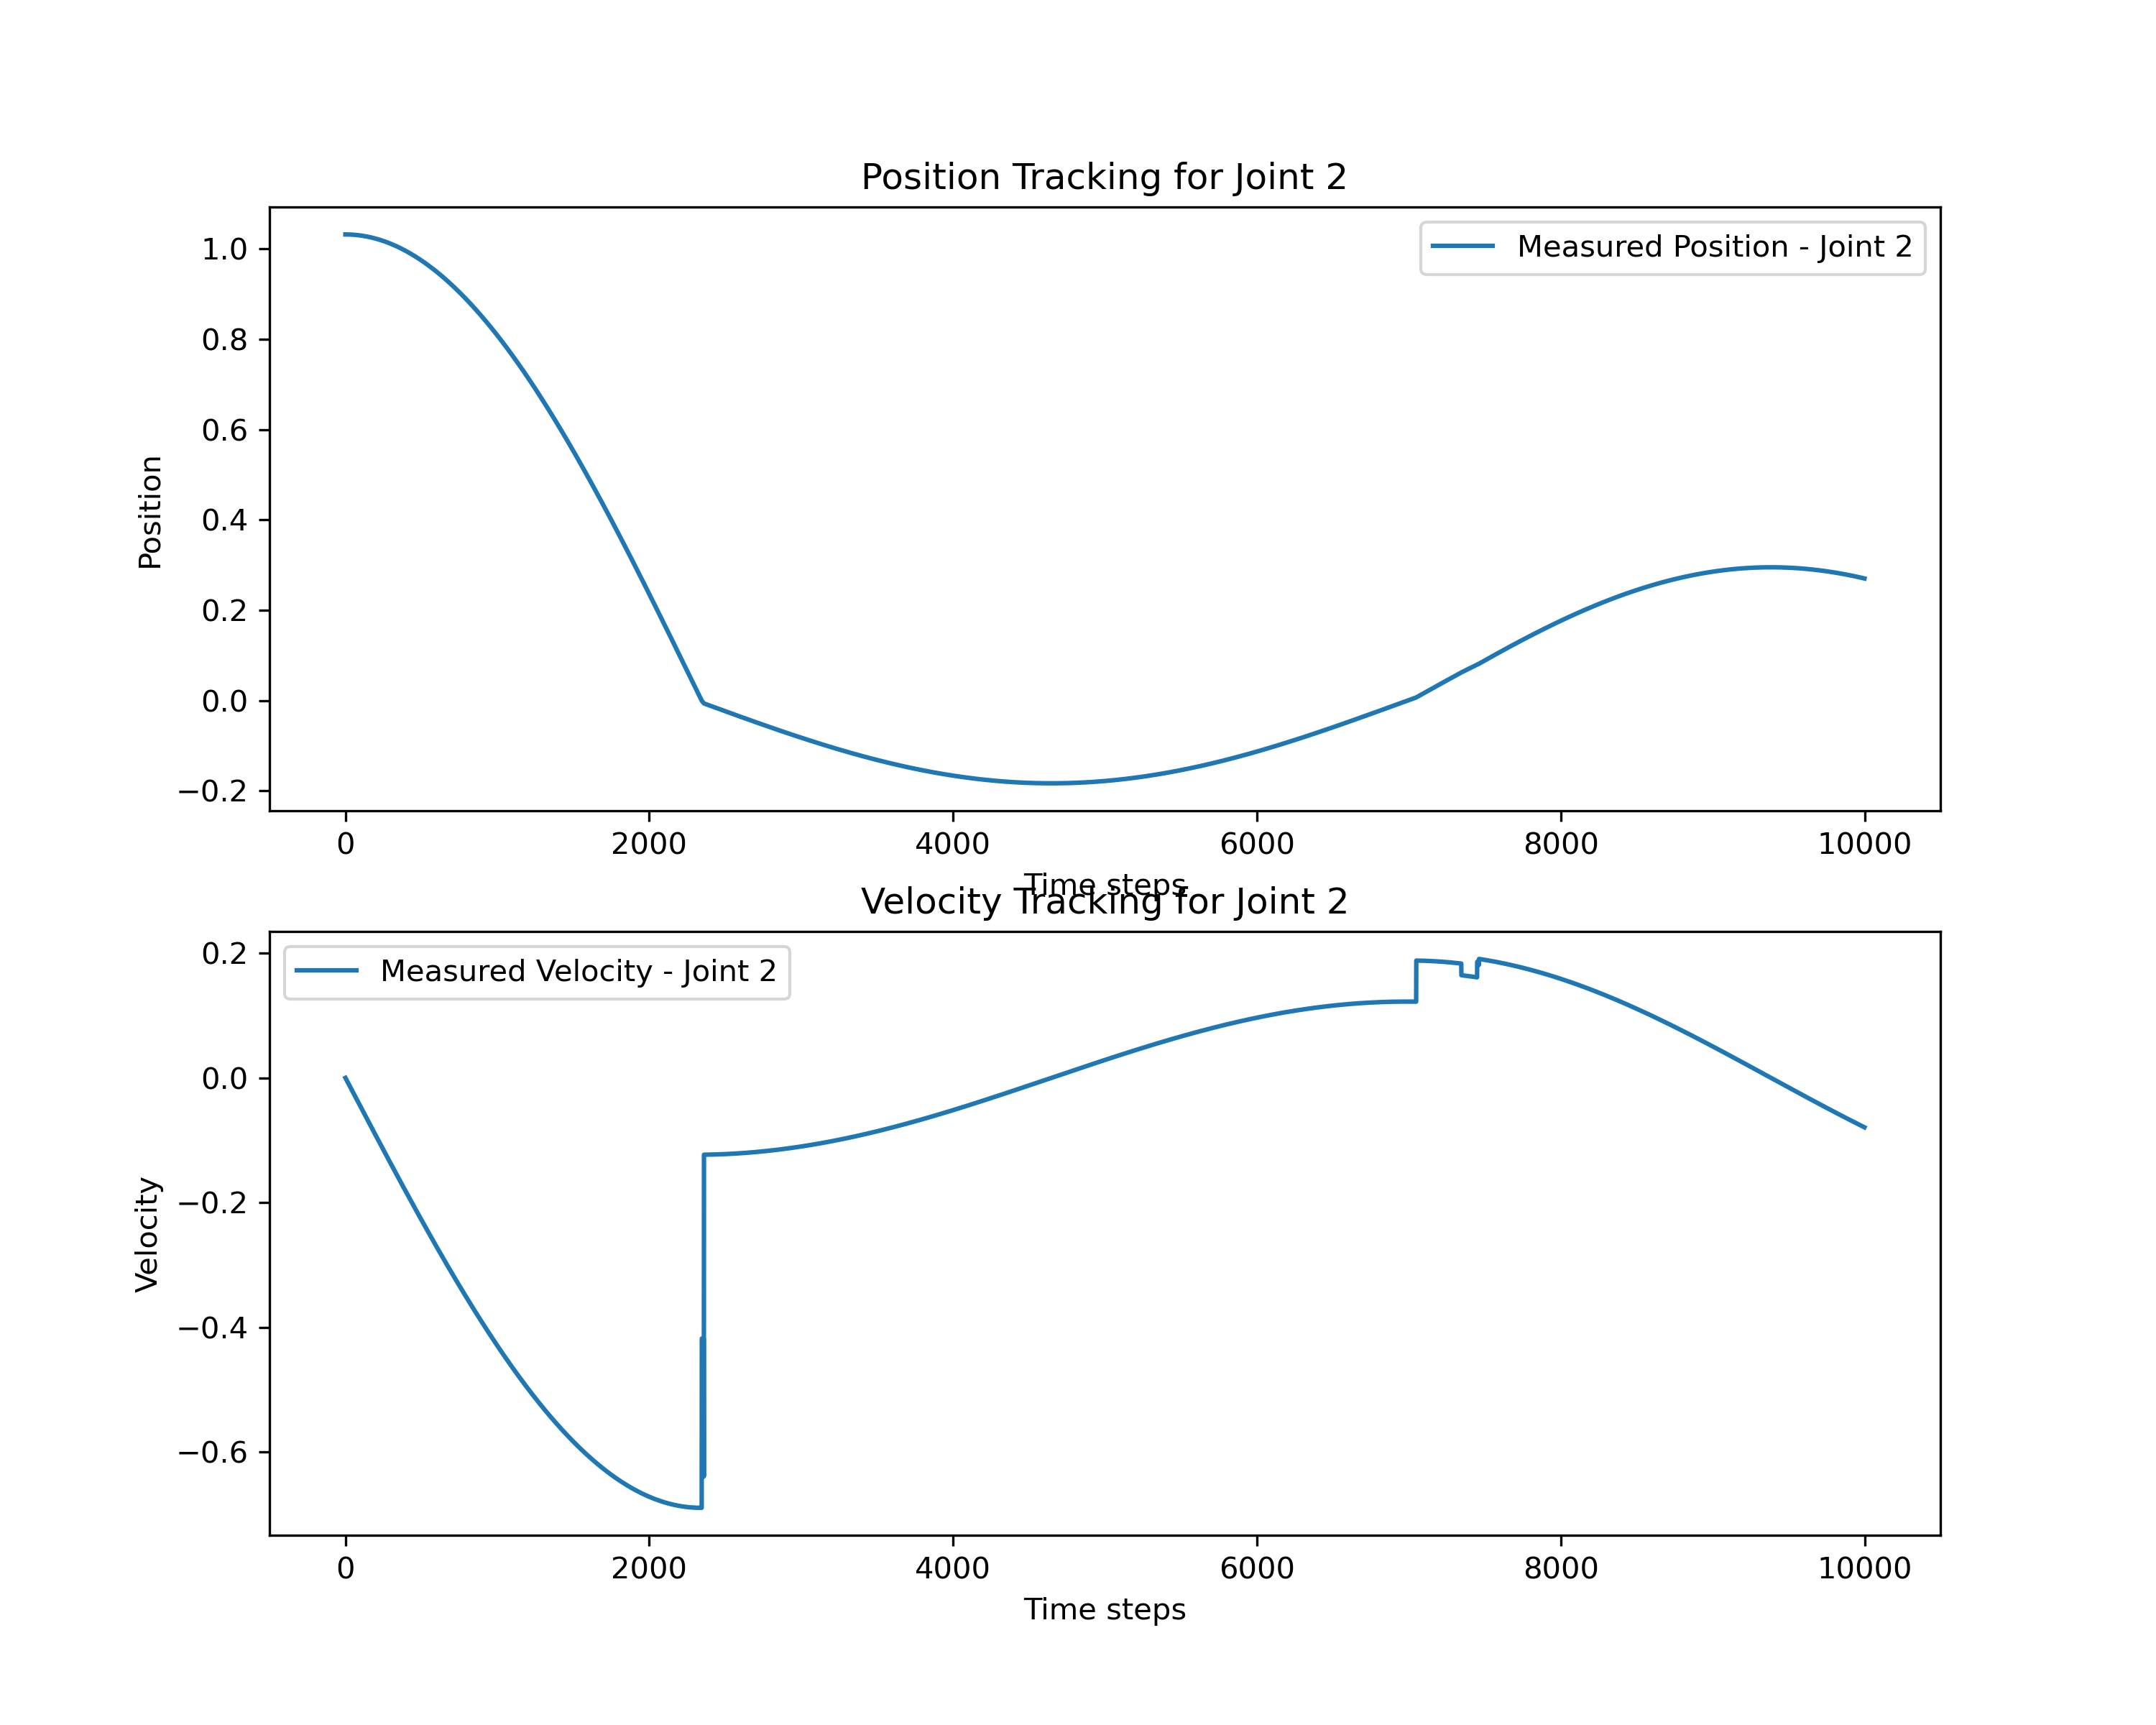 Position Tracking for Joint 2
Measured Position - Joint 2
1.0
0.8
0.6
0.4
0.2
0.0
−0.2
Position
0 2000 4000 6000 8000 10000
Time steps
Velocity Tracking for Joint 2
Measured Velocity - Joint 2
0.2
0.0
−0.2
−0.4
−0.6
Velocity
0 2000 4000 6000 8000 10000
Time steps